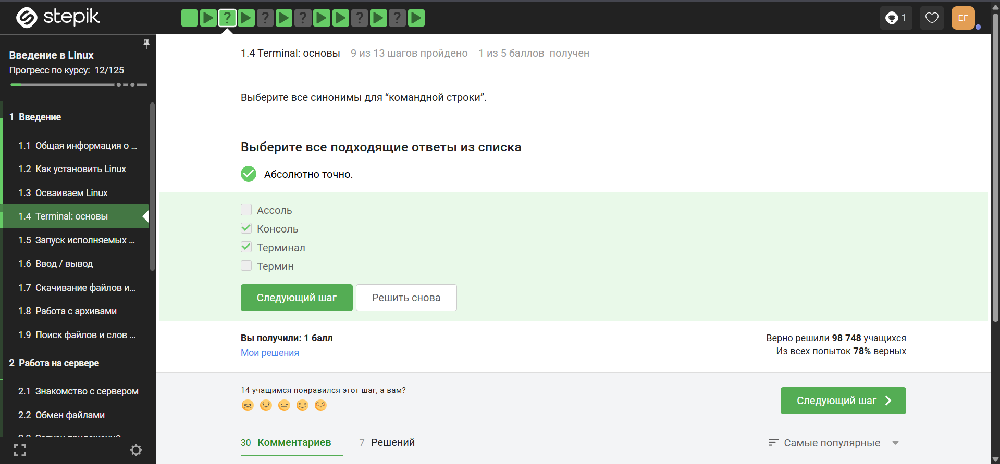 stepik
1
ЕГ
Введение в Linux
Прогресс по курсу: 12/125
1 Введение
1.1 Общая информация о ...
1.2 Как установить Linux
1.3 Осваиваем Linux
1.4 Terminal: основы
1.5 Запуск исполняемых ...
1.6 Ввод / вывод
1.7 Скачивание файлов и...
1.8 Работа с архивами
1.9 Поиск файлов и слов ...
2 Работа на сервере
2.1 Знакомство с сервером
2.2 Обмен файлами
1.4 Terminal: основы 9 из 13 шагов пройдено 1 из 5 баллов получен
Выберите все синонимы для “командной строки”.
Выберите все подходящие ответы из списка
Абсолютно точно.
Ассоль
Консоль
Терминал
Термин
Следующий шаг
Решить снова
Вы получили: 1 балл
Мои решения
Верно решили 98 748 учащихся
Из всех попыток 78% верных
14 учащимся понравился этот шаг, а вам?
Следующий шаг
30 Комментариев
7 Решений
Самые популярные